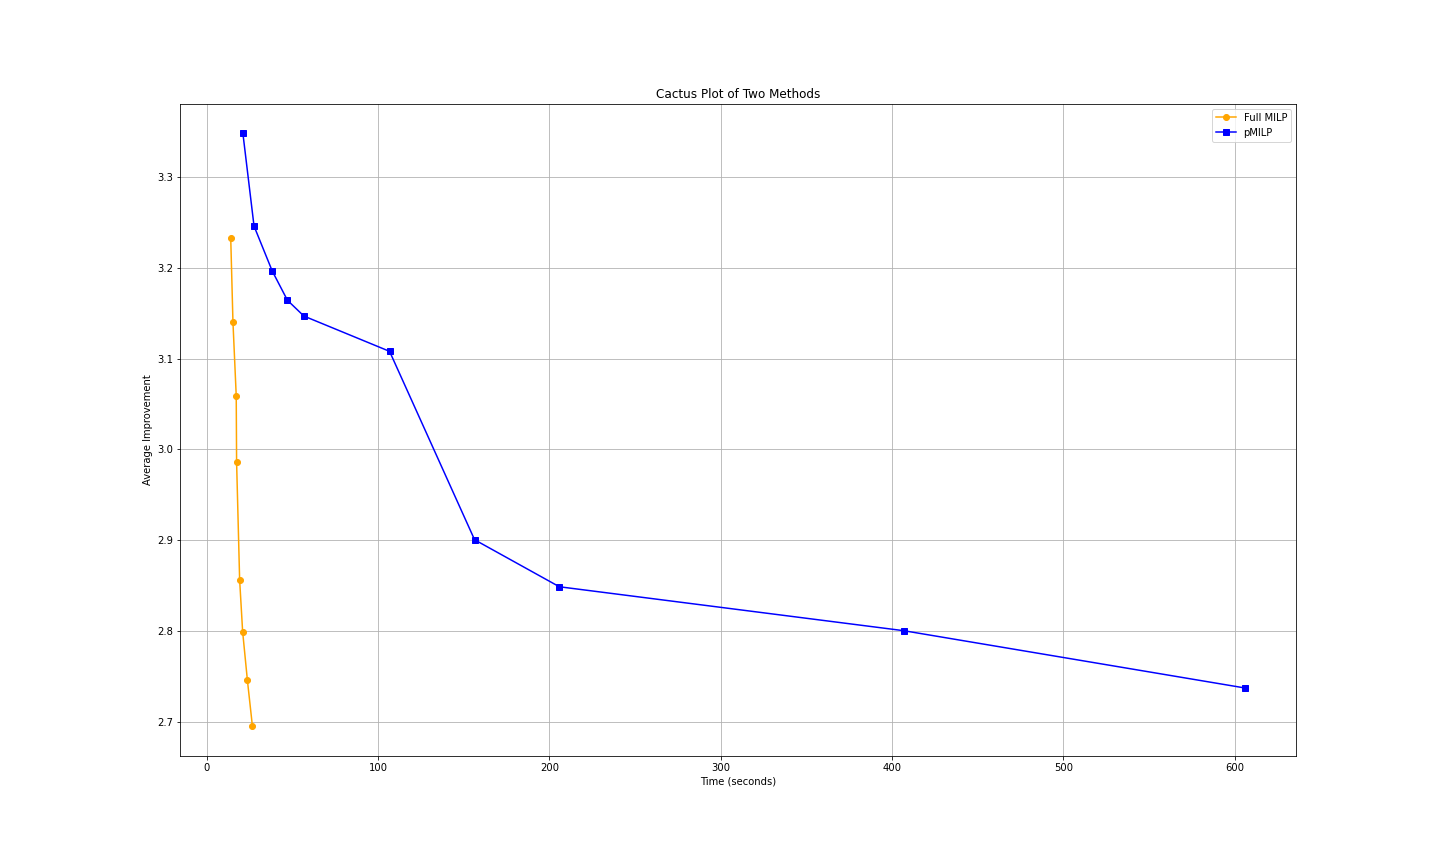 Cactus Plot of Two Methods
Full MILP
pMILP
3.3
3.2
3.1
3.0
2.9
2.8
2.7
Average Improvement
0 100 200 300 400 500 600
Time (seconds)